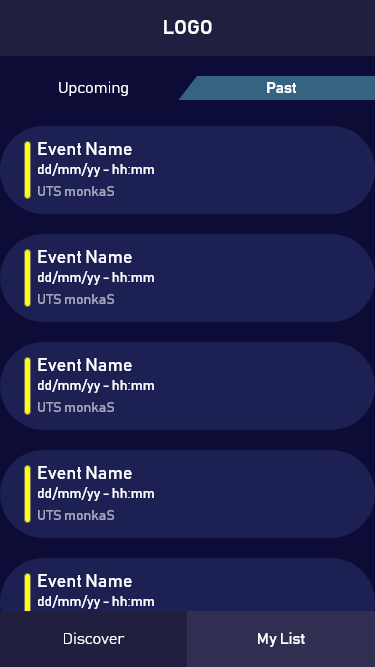 LOGO
Upcoming
Past
Event Name
dd/mm/yy - hh:mm
UTS monkaS
Event Name
dd/mm/yy - hh:mm
UTS monkaS
Event Name
dd/mm/yy - hh:mm
UTS monkaS
Event Name
dd/mm/yy - hh:mm
UTS monkaS
Event Name
dd/mm/yy - hh:mm
Discover
My List